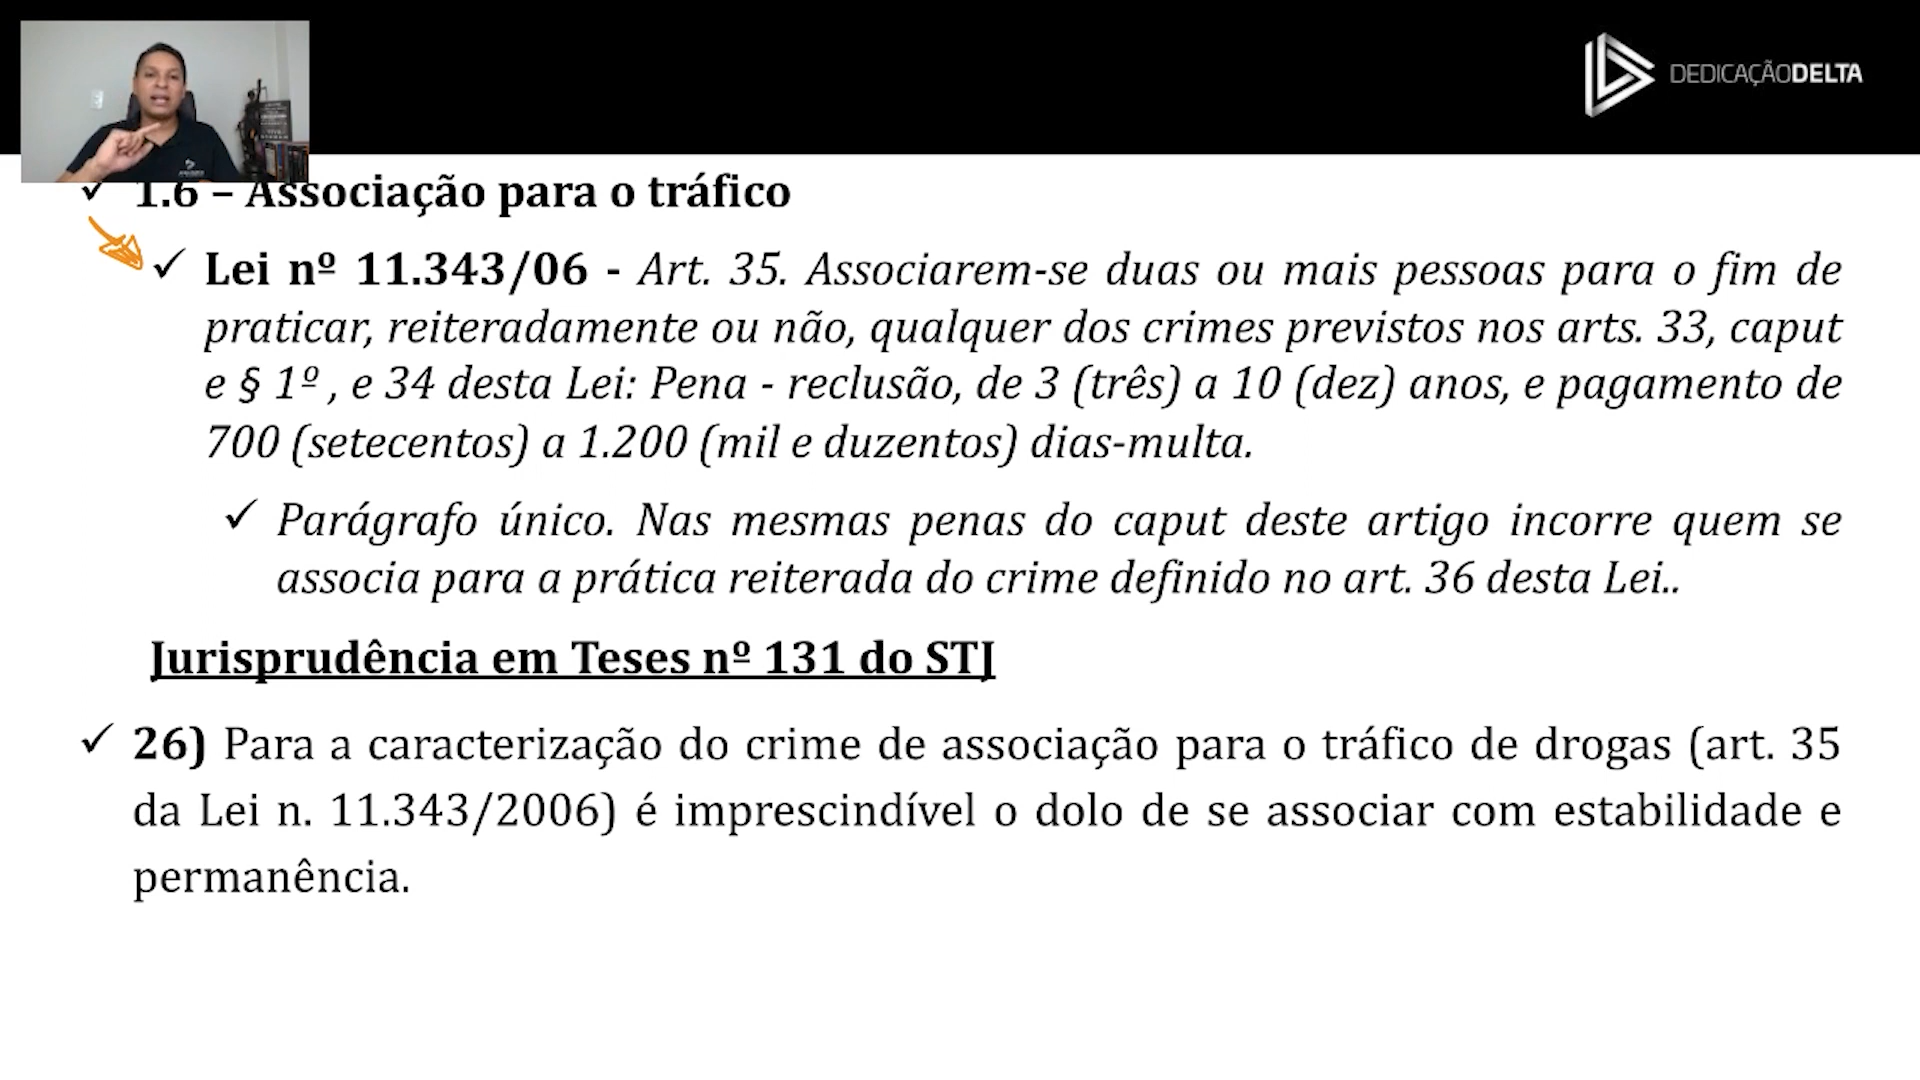 DEDICAÇÃODELTA
✓ 1.6 – Associação para o tráfico
✓ Lei nº 11.343/06 - Art. 35. Associarem-se duas ou mais pessoas para o fim de
praticar, reiteradamente ou não, qualquer dos crimes previstos nos arts. 33, caput
e § 1º , e 34 desta Lei: Pena - reclusão, de 3 (três) a 10 (dez) anos, e pagamento de
700 (setecentos) a 1.200 (mil e duzentos) dias-multa.
✓ Parágrafo único. Nas mesmas penas do caput deste artigo incorre quem se
associa para a prática reiterada do crime definido no art. 36 desta Lei..
Jurisprudência em Teses nº 131 do STJ
✓ 26) Para a caracterização do crime de associação para o tráfico de drogas (art. 35
da Lei n. 11.343/2006) é imprescindível o dolo de se associar com estabilidade e
permanência.